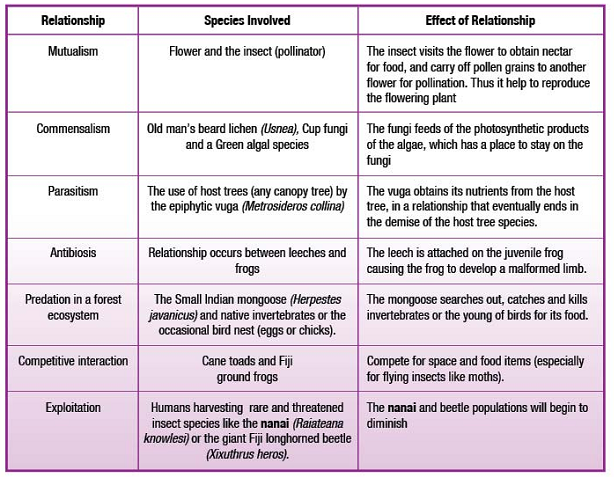 Relationship
Species Involved
Effect of Relationship
Mutualism
Flower and the insect (pollinator)
The insect visits the flower to obtain nectar
for food, and carry off pollen grains to another
flower for pollination. Thus it help to reproduce
the flowering plant
Commensalism
Old man's beard lichen (Usnea), Cup fungi
and a Green algal species
The fungi feeds of the photosynthetic products
of the algae, which has a place to stay on the
fungi
Parasitism
The use of host trees (any canopy tree) by
the epiphytic vuga (Metrosideros collina)
The vuga obtains its nutrients from the host
tree, in a relationship that eventually ends in
the demise of the host tree species.
Antibiosis
Relationship occurs between leeches and
frogs
The leech is attached on the juvenile frog
causing the frog to develop a malformed limb.
Predation in a forest
ecosystem
The Small Indian mongoose (Herpestes
javanicus) and native invertebrates or the
occasional bird nest (eggs or chicks).
The mongoose searches out, catches and kills
invertebrates or the young of birds for its food.
Competitive interaction
Cane toads and Fiji
ground frogs
Compete for space and food items (especially
for flying insects like moths).
Exploitation
Humans harvesting rare and threatened
insect species like the nanai (Raiateana
knowlesi) or the giant Fiji longhorned beetle
(Xixuthrus heros).
The nanai and beetle populations will begin to
diminish